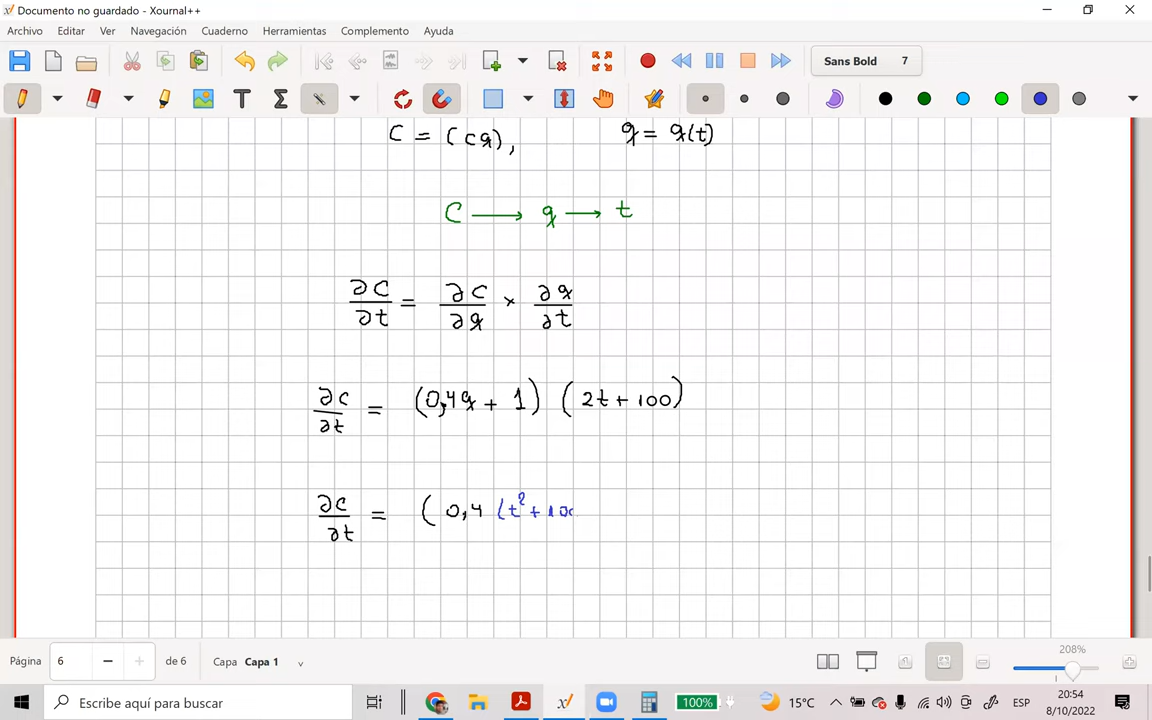 Documento no guardado - Xournal++
Archivo Editar Ver Navegación Cuaderno Herramientas Complemento Ayuda
Sans Bold 7
C = (cq), q = q(t)
C → q → t
∂C/∂t = ∂C/∂q × ∂q/∂t
∂C/∂t = (0,4q + 1) (2t + 100)
∂C/∂t = ( 0,4 (t² + 100
Página 6 de 6 Capa Capa 1 208%
Escribe aquí para buscar 100% 15°C ESP 20:54
8/10/2022